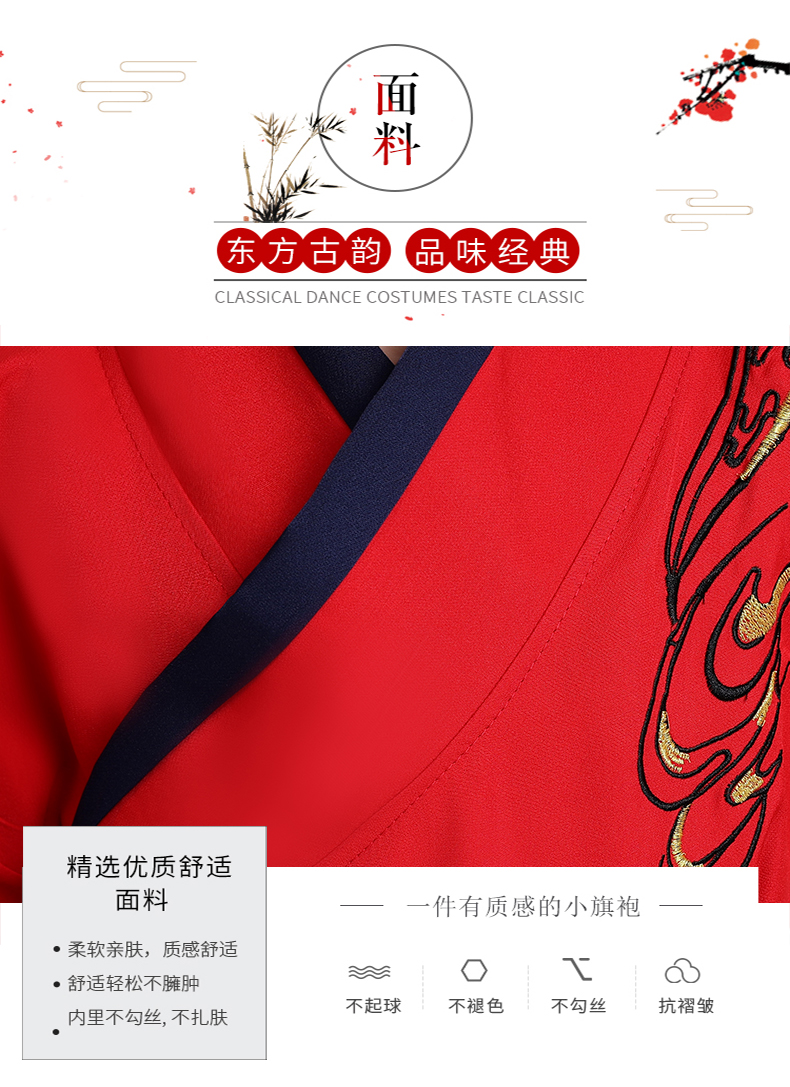 面
料
东方古韵 品味经典
CLASSICAL DANCE COSTUMES TASTE CLASSIC
精选优质舒适
面料
• 柔软亲肤，质感舒适
• 舒适轻松不臃肿
• 内里不勾丝, 不扎肤
一件有质感的小旗袍
不起球 不褪色 不勾丝 抗褶皱